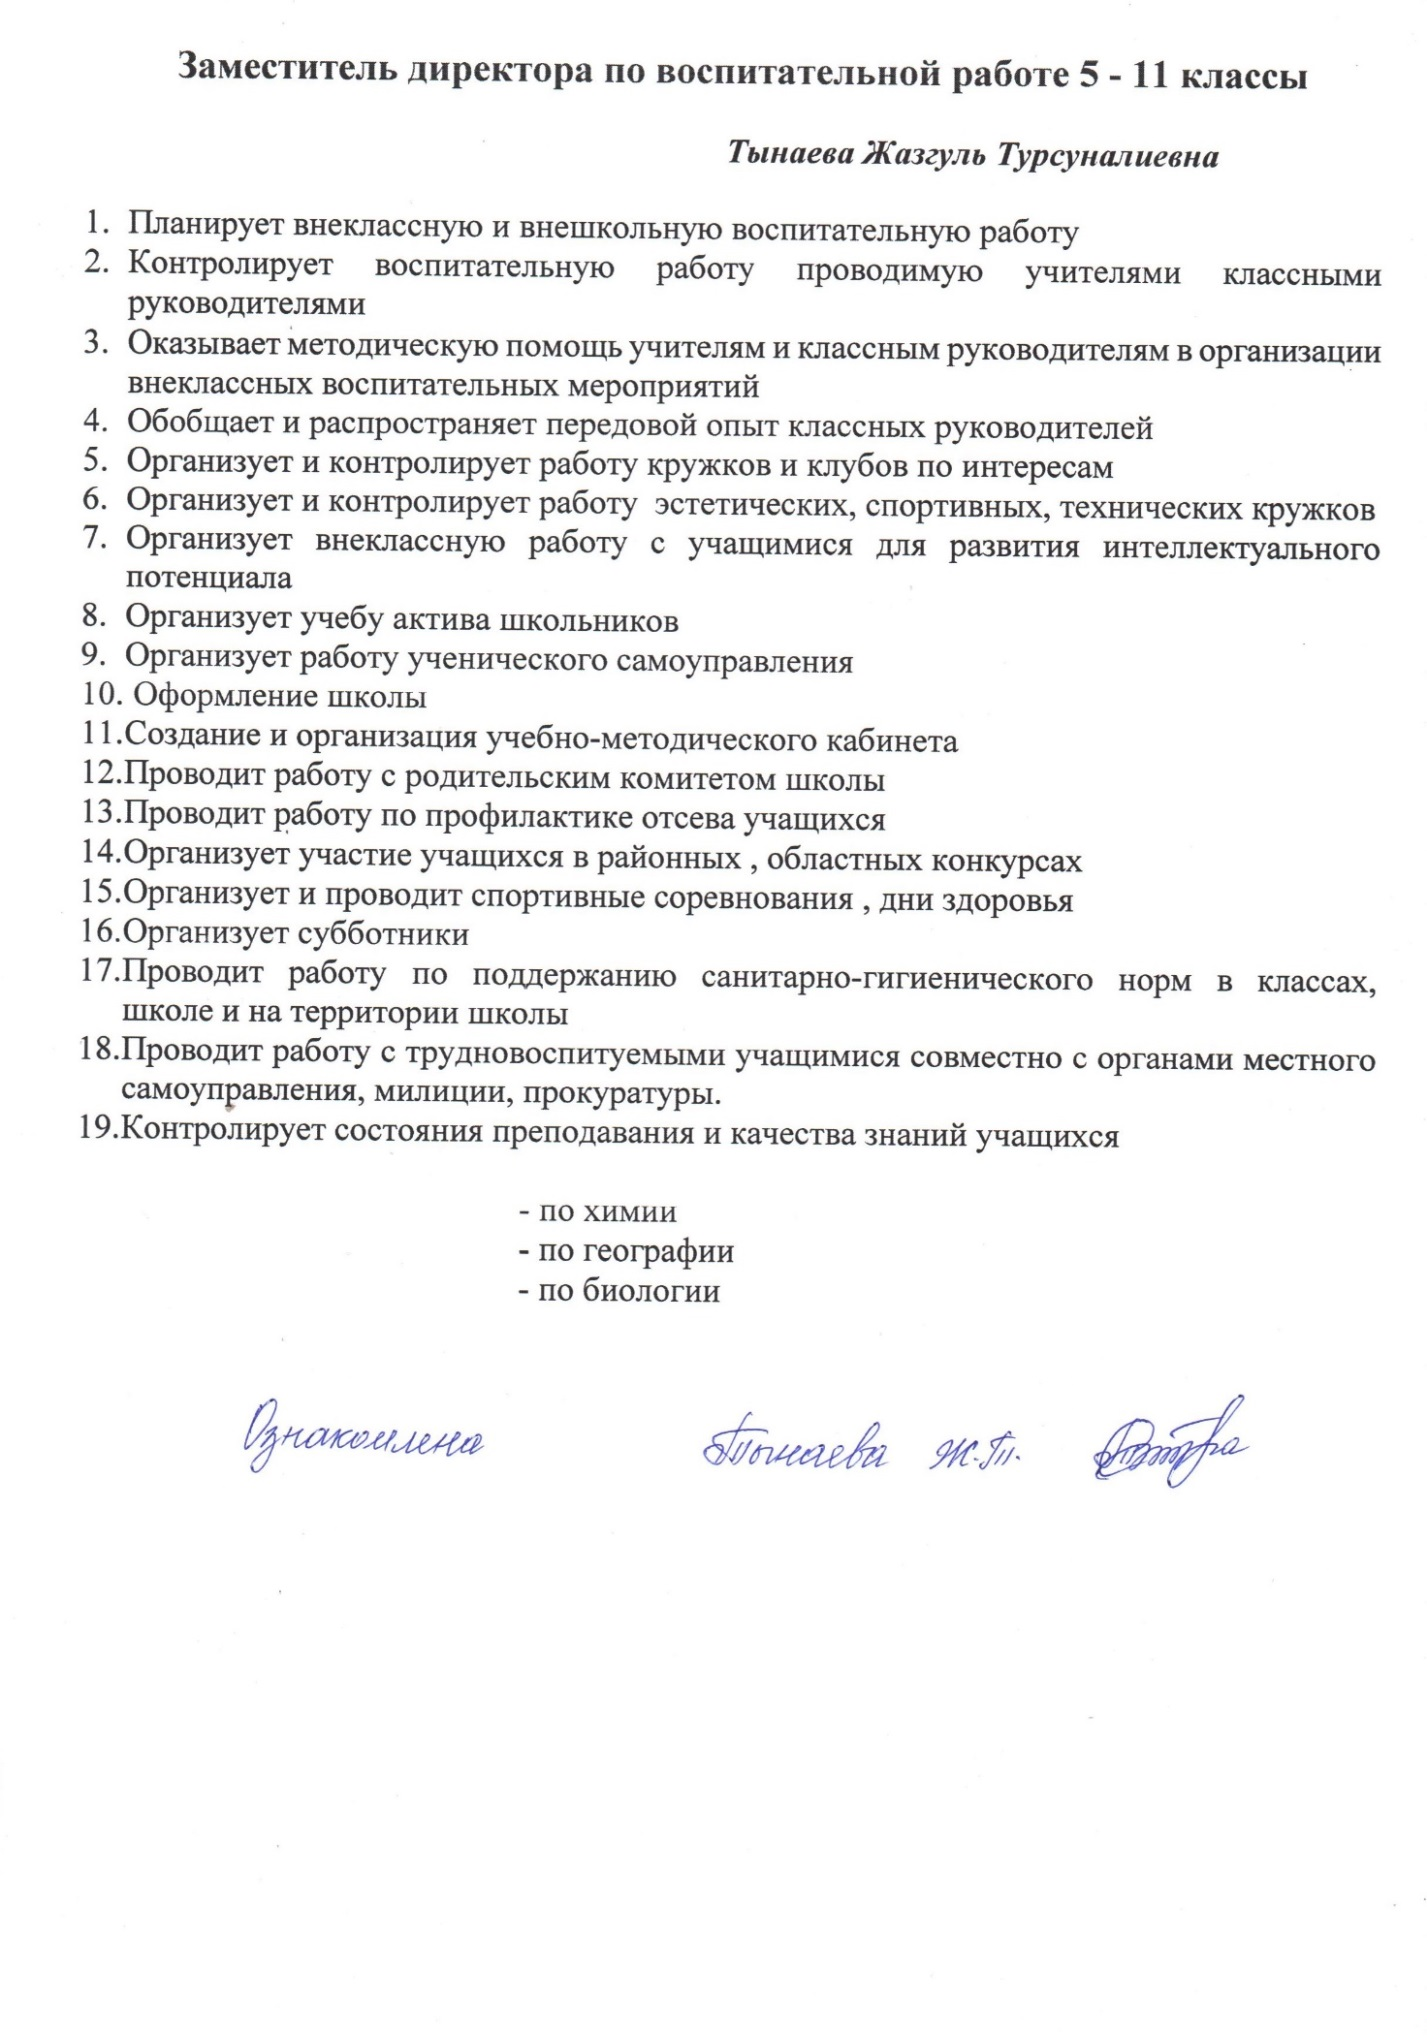 Заместитель директора по воспитательной работе 5 - 11 классы
Тынаева Жазгуль Турсуналиевна
1. Планирует внеклассную и внешкольную воспитательную работу
2. Контролирует воспитательную работу проводимую учителями классными
руководителями
3. Оказывает методическую помощь учителям и классным руководителям в организации
внеклассных воспитательных мероприятий
4. Обобщает и распространяет передовой опыт классных руководителей
5. Организует и контролирует работу кружков и клубов по интересам
6. Организует и контролирует работу эстетических, спортивных, технических кружков
7. Организует внеклассную работу с учащимися для развития интеллектуального
потенциала
8. Организует учебу актива школьников
9. Организует работу ученического самоуправления
10. Оформление школы
11.Создание и организация учебно-методического кабинета
12.Проводит работу с родительским комитетом школы
13.Проводит работу по профилактике отсева учащихся
14.Организует участие учащихся в районных , областных конкурсах
15.Организует и проводит спортивные соревнования , дни здоровья
16.Организует субботники
17.Проводит работу по поддержанию санитарно-гигиенического норм в классах,
школе и на территории школы
18.Проводит работу с трудновоспитуемыми учащимися совместно с органами местного
самоуправления, милиции, прокуратуры.
19.Контролирует состояния преподавания и качества знаний учащихся
- по химии
- по географии
- по биологии
Ознакомлена Тынаева Ж.Т.